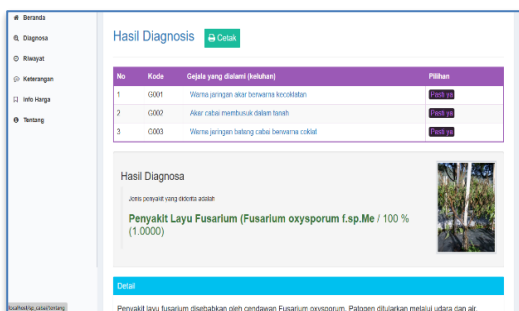 Beranda
Diagnosa
Riwayat
Keterangan
Info Harga
Tentang
Hasil Diagnosis Cetak
No Kode Gejala yang dialami (keluhan) Pilihan
1 G001 Warna jaringan akar berwarna kecoklatan Pasti ya
2 G002 Akar cabai membusuk dalam tanah Pasti ya
3 G003 Warna jaringan batang cabai berwarna coklat Pasti ya
Hasil Diagnosa
Jenis penyakit yang diderita adalah
Penyakit Layu Fusarium (Fusarium oxysporum f.sp.Me / 100 %
(1.0000)
Detail
Penyakit layu fusarium disebabkan oleh cendawan Fusarium oxysporum. Patogen ditularkan melalui udara dan air.